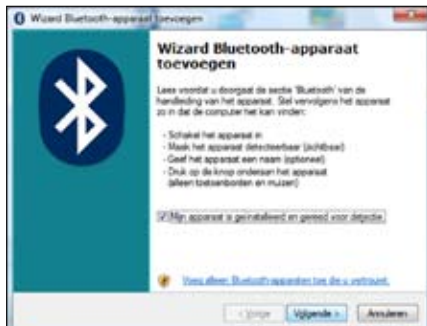 Wizard Bluetooth-apparaat toevoegen
Wizard Bluetooth-apparaat
toevoegen
Lees voordat u doorgaat de sectie 'Bluetooth' van de
handleiding van het apparaat. Stel vervolgens het apparaat
zo in dat de computer het kan vinden:
- Schakel het apparaat in
- Maak het apparaat detecteerbaar (zichtbaar)
- Geef het apparaat een naam (optioneel)
- Druk op de knop onderaan het apparaat
(alleen toetsenborden en muizen)
Mijn apparaat is geïnstalleerd en gereed voor detectie.
Voeg alleen Bluetooth-apparaten toe die u vertrouwt.
< Vorige Volgende > Annuleren